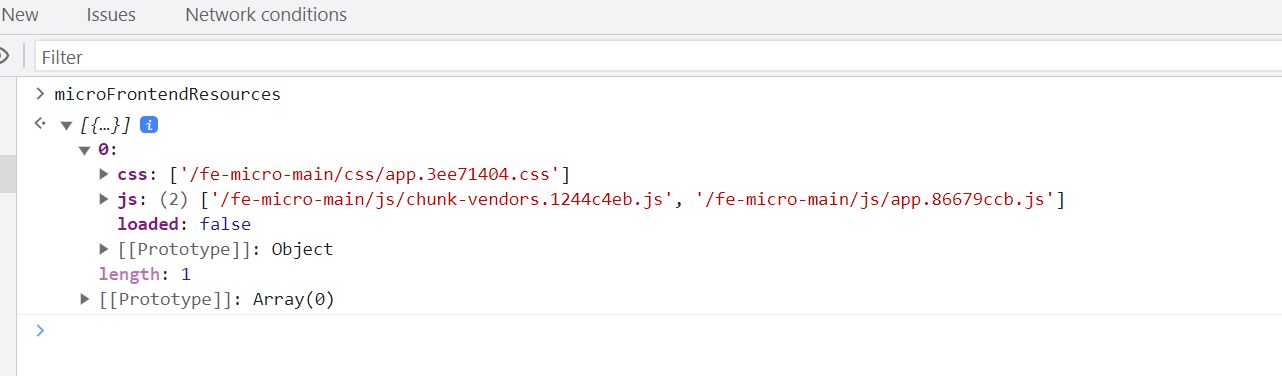 New Issues Network conditions
Filter
microFrontendResources
[{…}] i
0:
css: ['/fe-micro-main/css/app.3ee71404.css']
js: (2) ['/fe-micro-main/js/chunk-vendors.1244c4eb.js', '/fe-micro-main/js/app.86679ccb.js']
loaded: false
[[Prototype]]: Object
length: 1
[[Prototype]]: Array(0)